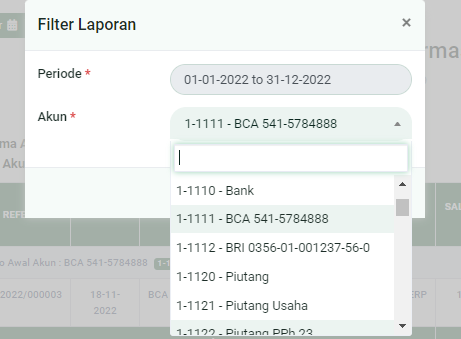 Filter Laporan ×
Periode * 01-01-2022 to 31-12-2022
Akun * 1-1111 - BCA 541-5784888
1-1110 - Bank
1-1111 - BCA 541-5784888
1-1112 - BRI 0356-01-001237-56-0
1-1120 - Piutang
1-1121 - Piutang Usaha
1-1122 - Piutang PPh 23
rma
ma A
Aku
REF
SAL
o Awal Akun : BCA 541-5784888
2022/000003 18-11-2022 BCA
ERP 1